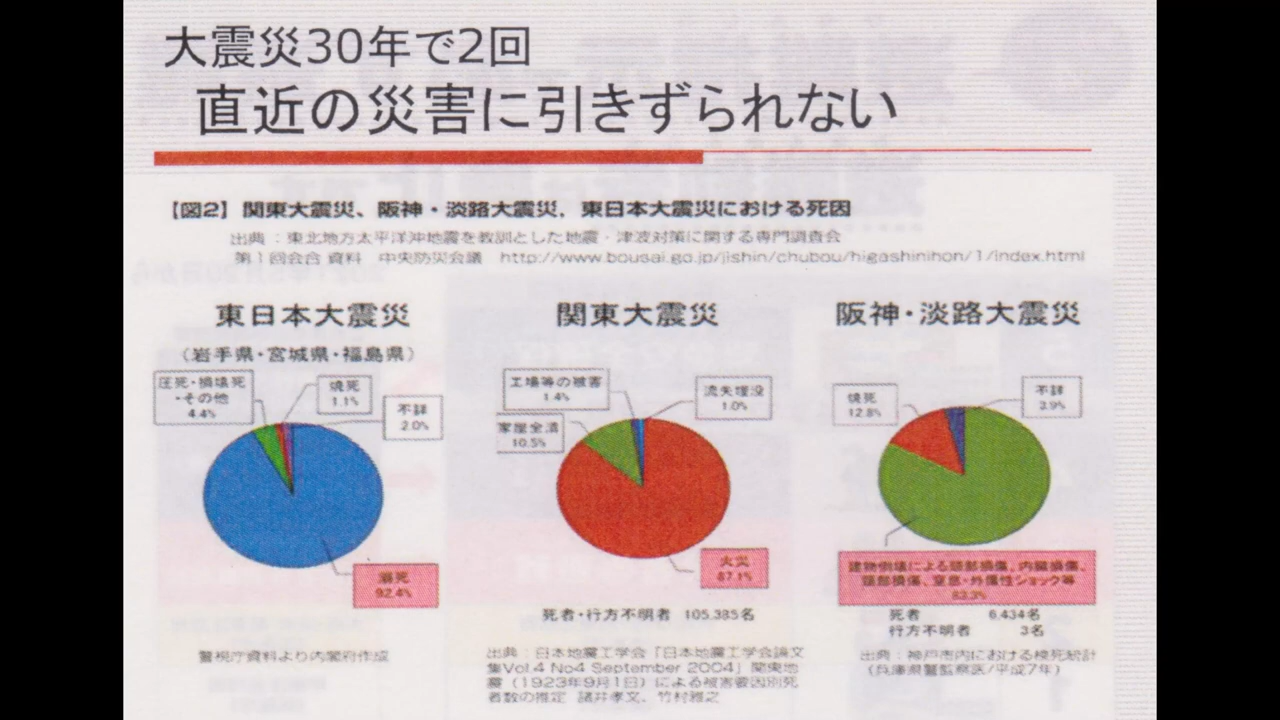 大震災30年で2回
直近の災害に引きずられない
【図2】関東大震災、阪神・淡路大震災、東日本大震災における死因
出典:東北地方太平洋沖地震を教訓とした地震・津波対策に関する専門調査会
第1回会合 資料 中央防災会議 http://www.bousai.go.jp/jishin/chubou/higashinihon/1/index.html
東日本大震災
(岩手県・宮城県・福島県)
圧死・損壊死
・その他
4.4%
焼死
1.1%
不詳
2.0%
溺死
92.4%
警視庁資料より内閣府作成
関東大震災
工場等の被害
1.4%
流失埋没
1.0%
家屋全潰
10.5%
火災
87.1%
死者・行方不明者 105,385名
出典:日本地震工学会「日本地震工学会論文
集Vol.4 No4 September 2004」関東地
震(1923年9月1日)による被害要因別死
者数の推定 諸井孝文、竹村雅之
阪神・淡路大震災
焼死
12.8%
不詳
3.9%
建物倒壊による頭部損傷、内臓損傷、
頸部損傷、窒息・外傷性ショック等
83.3%
死者 6,434名
行方不明者 3名
出典:神戸市内における検死統計
(兵庫県監察医/平成7年)